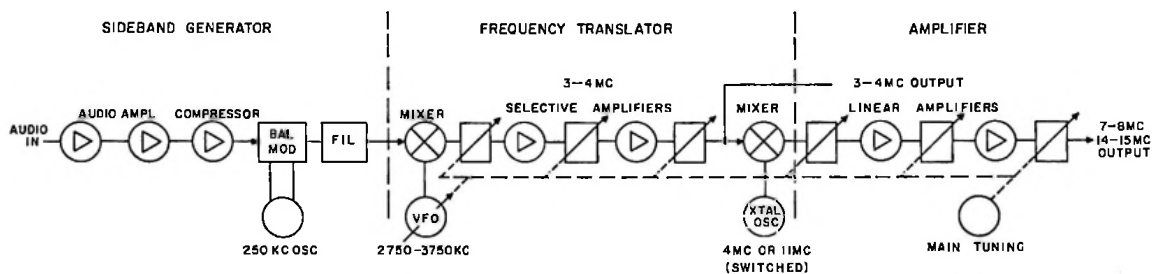 SIDEBAND GENERATOR
FREQUENCY TRANSLATOR
AMPLIFIER
3-4MC
3-4MC OUTPUT
AUDIO AMPL
COMPRESSOR
MIXER
SELECTIVE AMPLIFIERS
MIXER
LINEAR AMPLIFIERS
AUDIO
IN
BAL
MOD
FIL
7-8MC
14-15MC
OUTPUT
VFO
XTAL
OSC
250 KC OSC
2750-3750KC
4MC OR 11MC
(SWITCHED)
MAIN TUNING